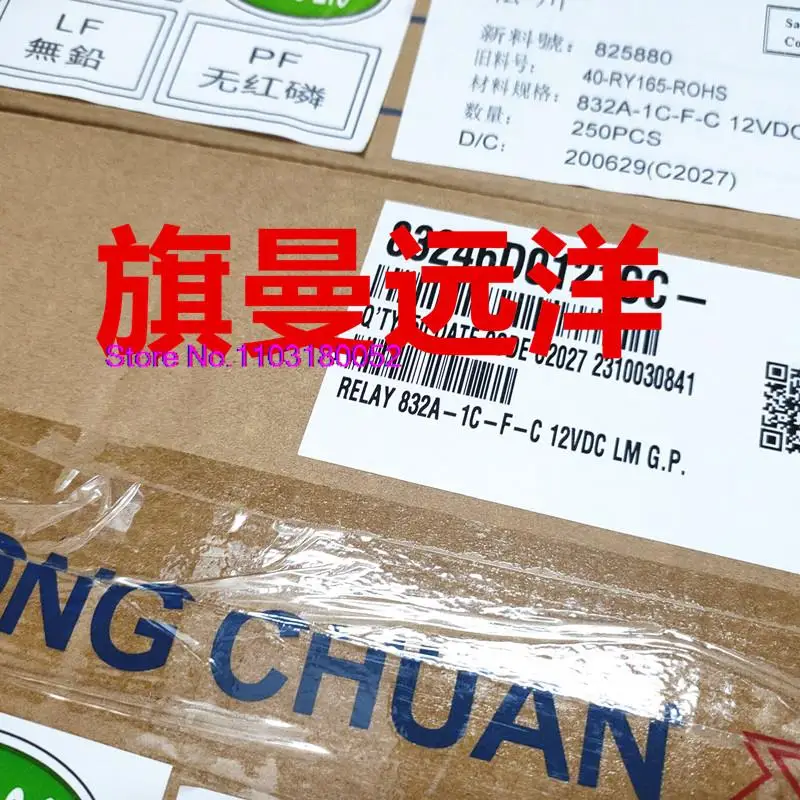 LF
無鉛
PF
无红磷
新料號: 825880
旧料号: 40-RY165-ROHS
材料规格: 832A-1C-F-C 12VDC
数量: 250PCS
D/C: 200629(C2027)
旗曼远洋
Store No. 1103180052
C2027 2310030841
RELAY 832A-1C-F-C 12VDC LM G.P.
ONG CHUAN